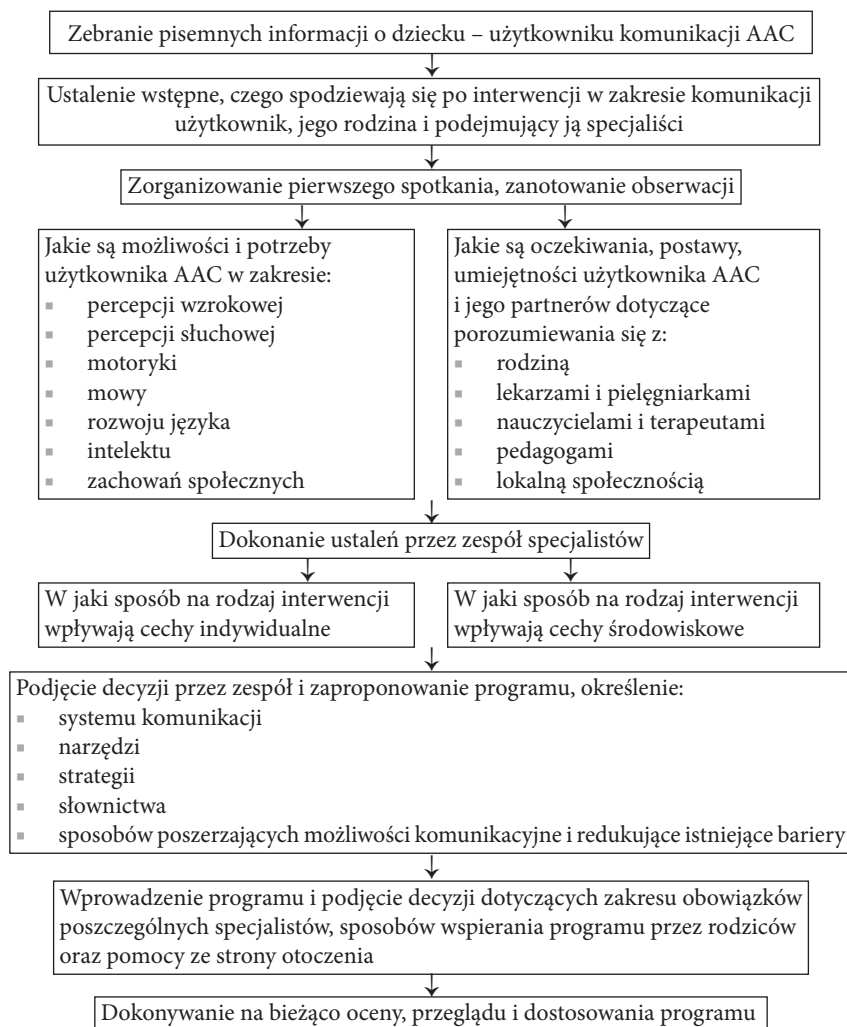 Zebranie pisemnych informacji o dziecku – użytkowniku komunikacji AAC
Ustalenie wstępne, czego spodziewają się po interwencji w zakresie komunikacji
użytkownik, jego rodzina i podejmujący ją specjaliści
Zorganizowanie pierwszego spotkania, zanotowanie obserwacji
Jakie są możliwości i potrzeby
użytkownika AAC w zakresie:
percepcji wzrokowej
percepcji słuchowej
motoryki
mowy
rozwoju języka
intelektu
zachowań społecznych
Jakie są oczekiwania, postawy,
umiejętności użytkownika AAC
i jego partnerów dotyczące
porozumiewania się z:
rodziną
lekarzami i pielęgniarkami
nauczycielami i terapeutami
pedagogami
lokalną społecznością
Dokonanie ustaleń przez zespół specjalistów
W jaki sposób na rodzaj interwencji
wpływają cechy indywidualne
W jaki sposób na rodzaj interwencji
wpływają cechy środowiskowe
Podjęcie decyzji przez zespół i zaproponowanie programu, określenie:
systemu komunikacji
narzędzi
strategii
słownictwa
sposobów poszerzających możliwości komunikacyjne i redukujące istniejące bariery
Wprowadzenie programu i podjęcie decyzji dotyczących zakresu obowiązków
poszczególnych specjalistów, sposobów wspierania programu przez rodziców
oraz pomocy ze strony otoczenia
Dokonywanie na bieżąco oceny, przeglądu i dostosowania programu